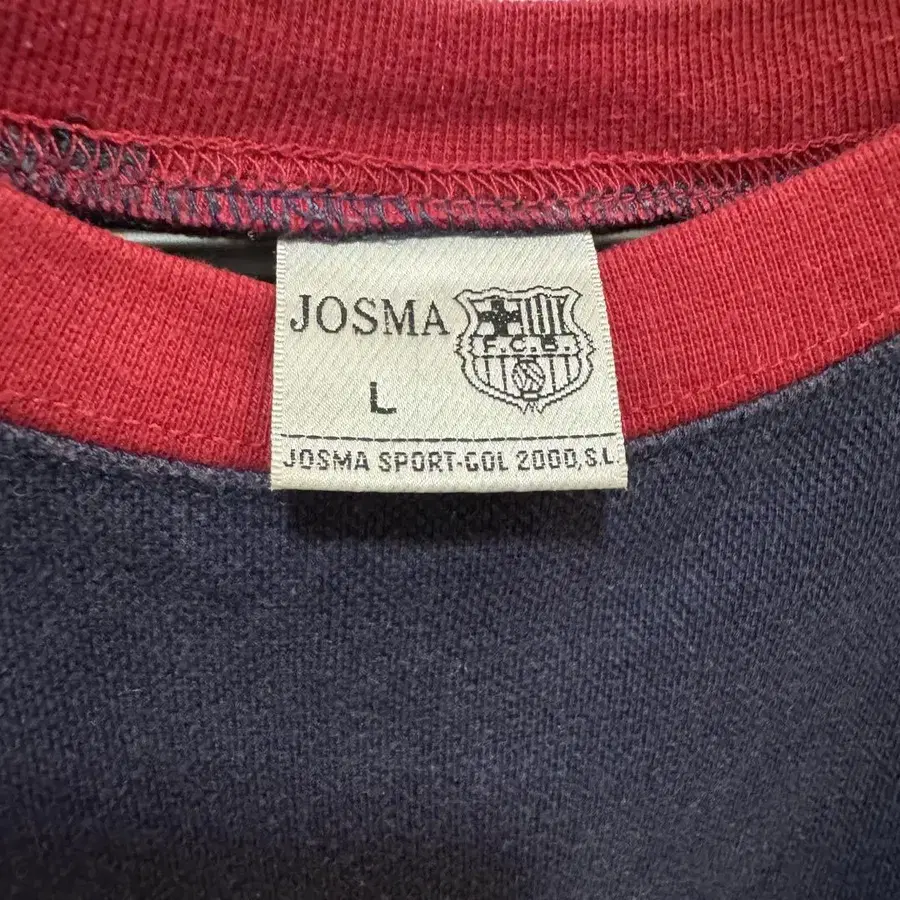 JOSMA
F.C.B.
L
JOSMA SPORT-GOL 2000, S.L.